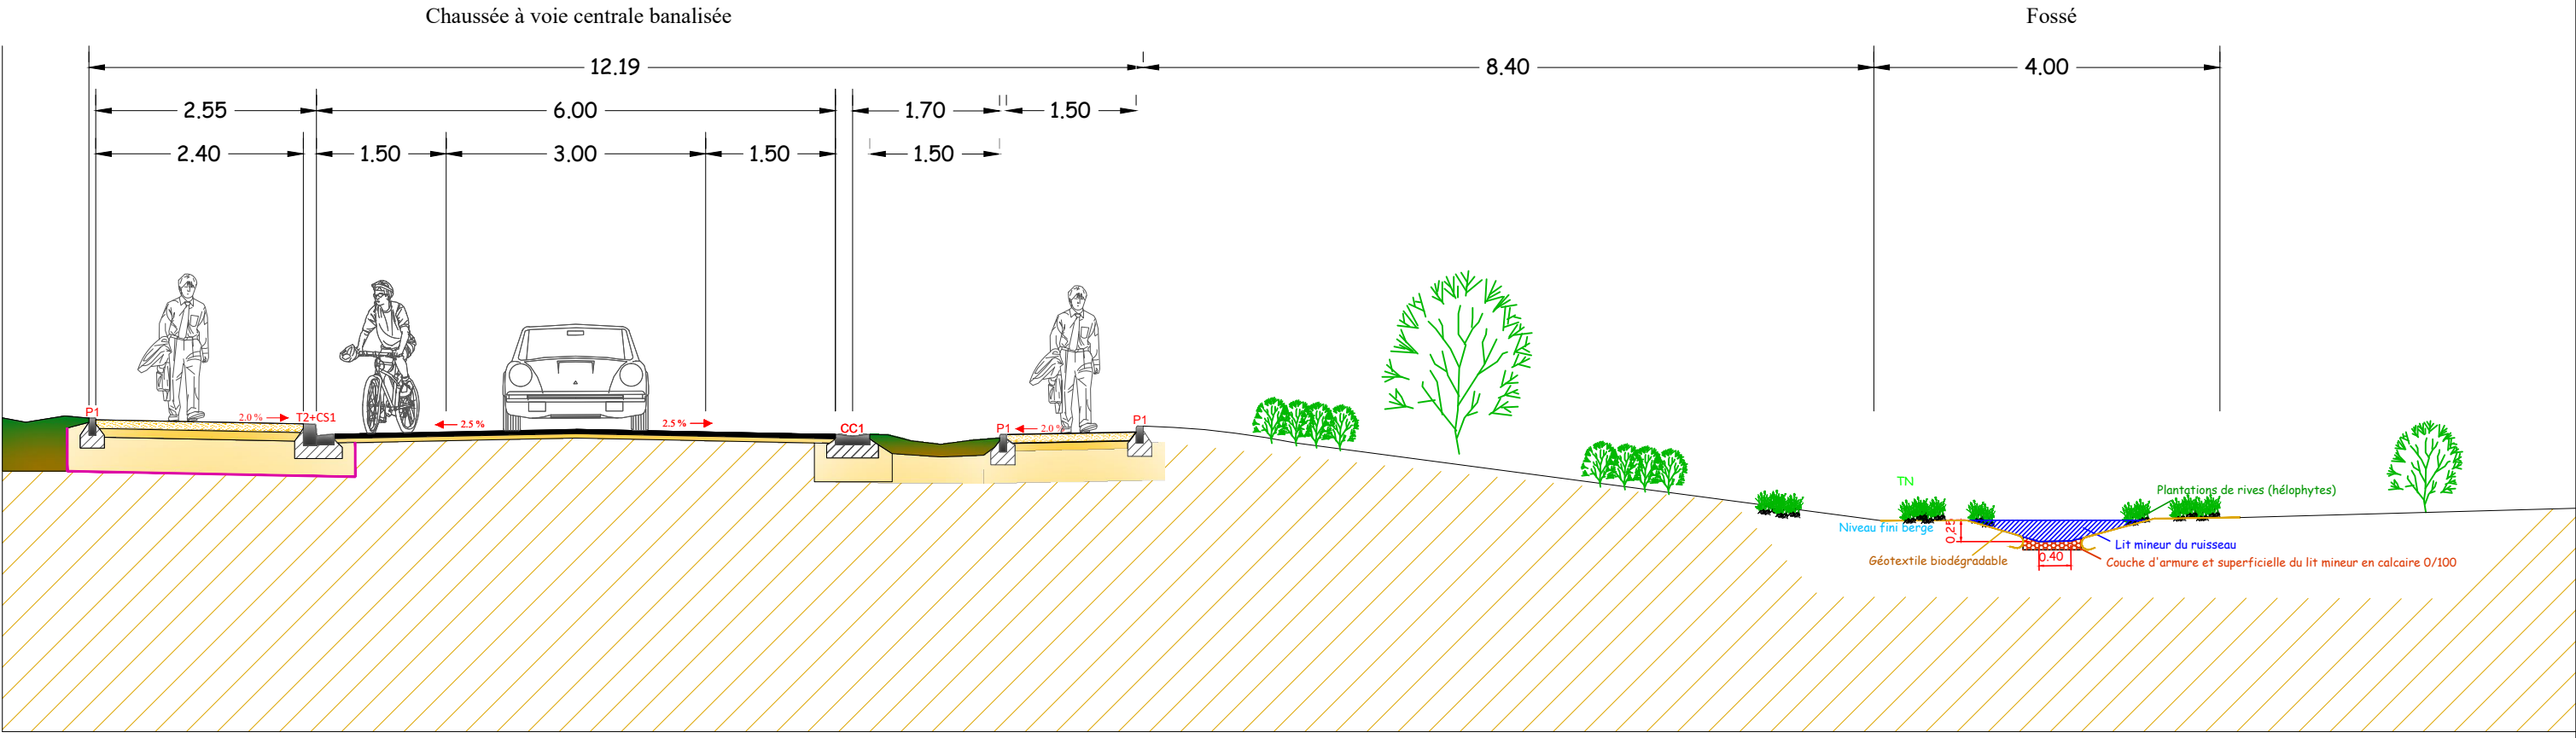 Chaussée à voie centrale banalisée
Fossé
12.19
8.40
4.00
2.55
6.00
1.70
1.50
2.40
1.50
3.00
1.50
1.50
P1
2.0 %
T2+CS1
2.5 %
2.5 %
CC1
P1
2.0 %
P1
TN
Plantations de rives (hélophytes)
Niveau fini berge
0.25
Lit mineur du ruisseau
Géotextile biodégradable
0.40
Couche d'armure et superficielle du lit mineur en calcaire 0/100